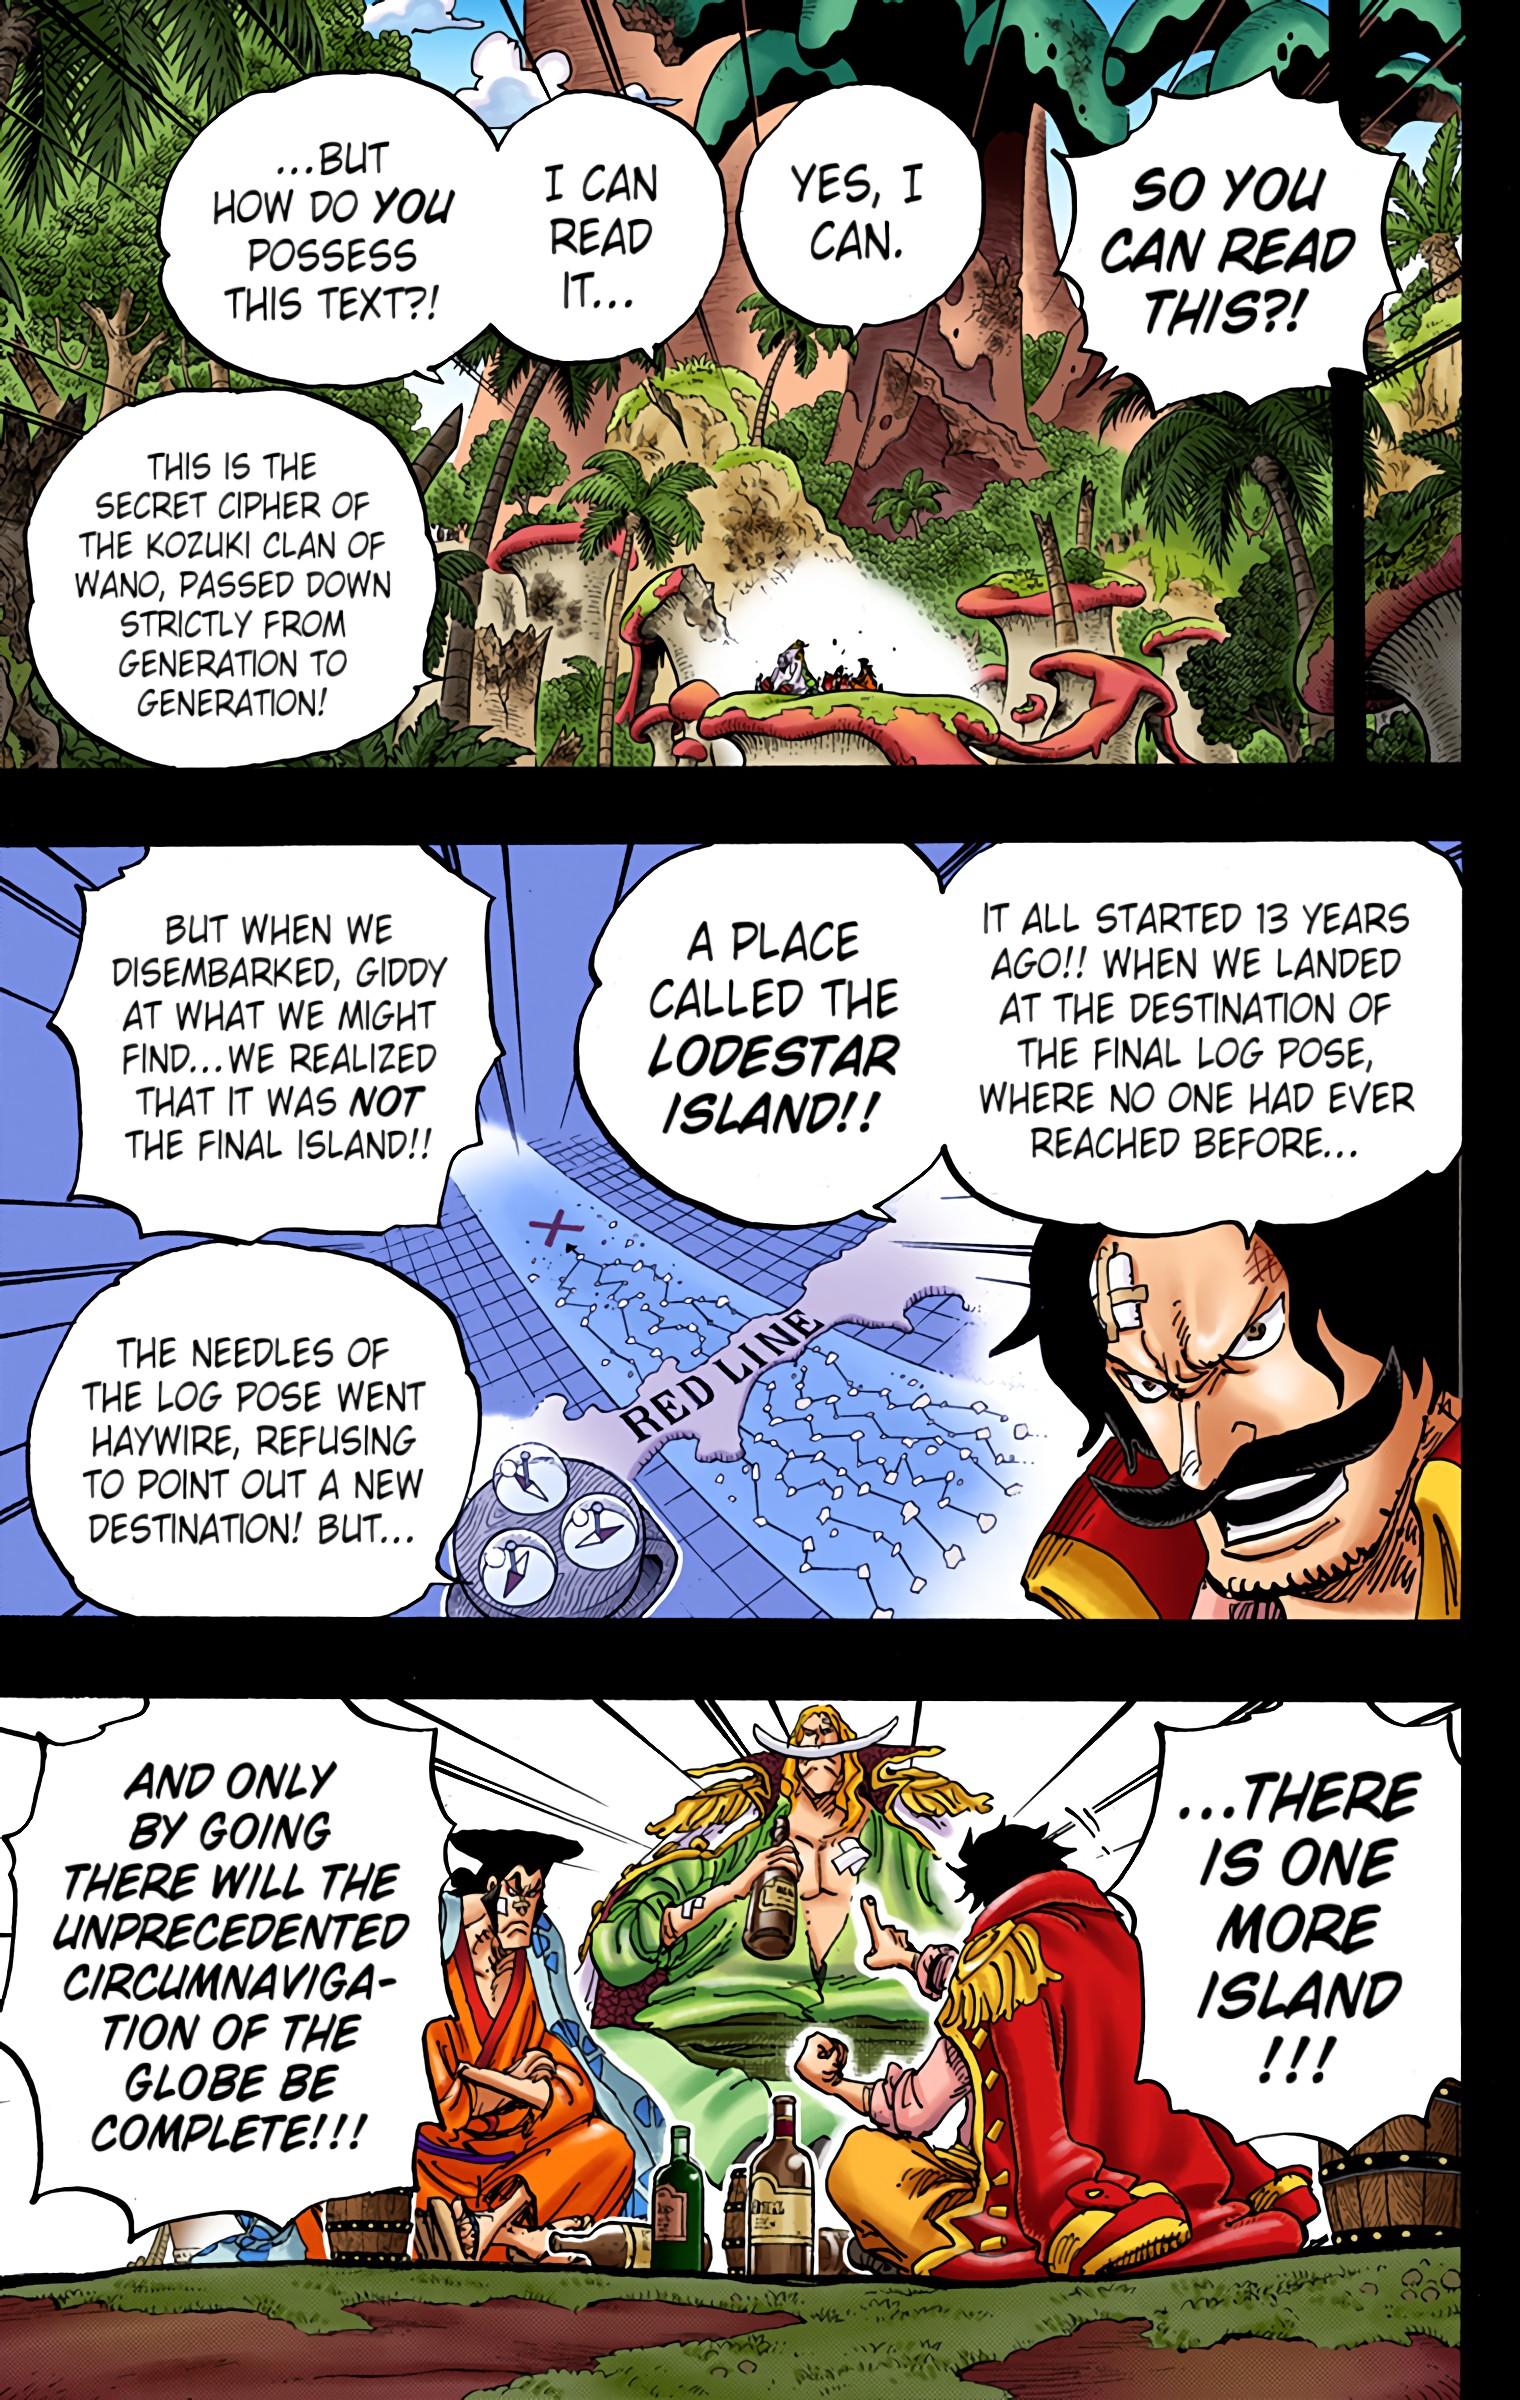 SO YOU
CAN READ
THIS?!
YES, I
CAN.
I CAN
READ
IT...
...BUT
HOW DO YOU
POSSESS
THIS TEXT?!
THIS IS THE
SECRET CIPHER OF
THE KOZUKI CLAN OF
WANO, PASSED DOWN
STRICTLY FROM
GENERATION TO
GENERATION!
IT ALL STARTED 13 YEARS
AGO!! WHEN WE LANDED
AT THE DESTINATION OF
THE FINAL LOG POSE,
WHERE NO ONE HAD EVER
REACHED BEFORE...
A PLACE
CALLED THE
LODESTAR
ISLAND!!
BUT WHEN WE
DISEMBARKED, GIDDY
AT WHAT WE MIGHT
FIND...WE REALIZED
THAT IT WAS NOT
THE FINAL ISLAND!!
RED LINE
THE NEEDLES OF
THE LOG POSE WENT
HAYWIRE, REFUSING
TO POINT OUT A NEW
DESTINATION! BUT...
...THERE
IS ONE
MORE
ISLAND
!!!
AND ONLY
BY GOING
THERE WILL THE
UNPRECEDENTED
CIRCUMNAVIGA-
TION OF THE
GLOBE BE
COMPLETE!!!